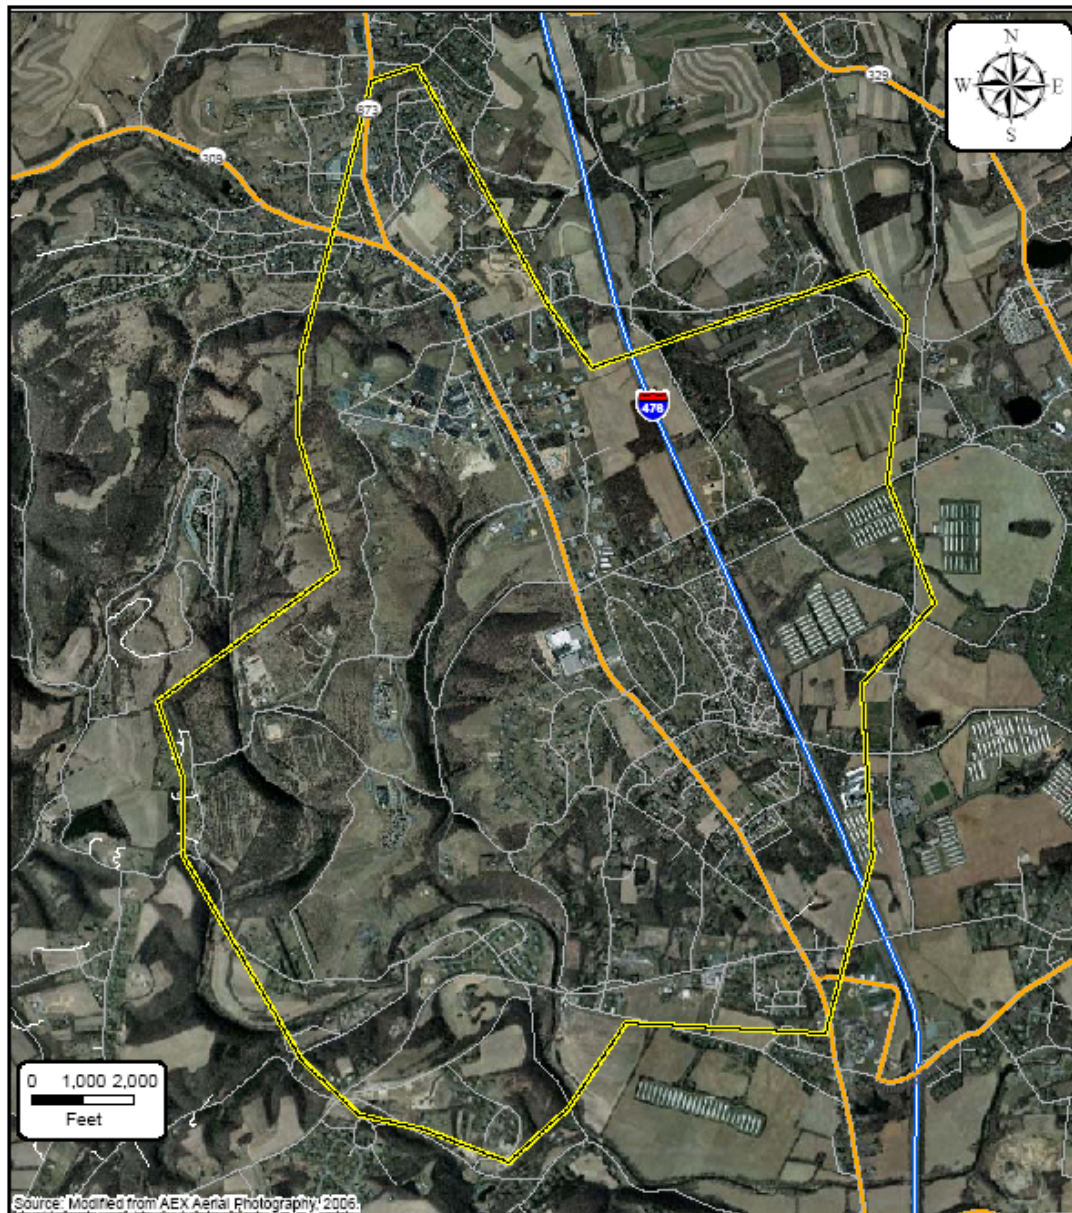 N
329
W E
873
S
309
476
0 1,000 2,000
Feet
Source: Modified from AEX Aerial Photography, 2006.